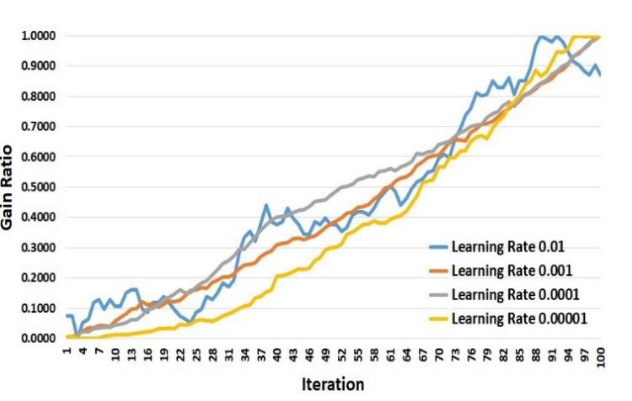 1.0000
0.9000
0.8000
0.7000
0.6000
0.5000
0.4000
0.3000
0.2000
0.1000
0.0000
Gain Ratio
Learning Rate 0.01
Learning Rate 0.001
Learning Rate 0.0001
Learning Rate 0.00001
1 4 7 10 13 16 19 22 25 28 31 34 37 40 43 46 49 52 55 58 61 64 67 70 73 76 79 82 85 88 91 94 97 100
Iteration